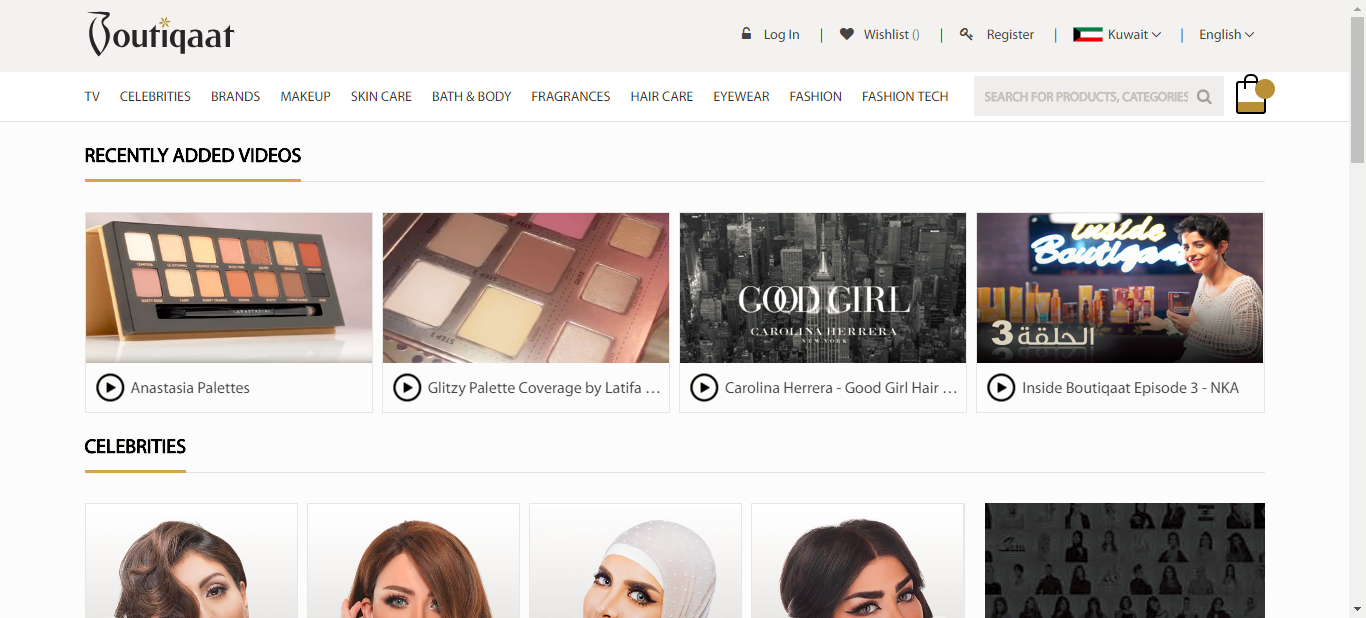 Boutiqaat
Log In | Wishlist () | Register | Kuwait | English
TV CELEBRITIES BRANDS MAKEUP SKIN CARE BATH & BODY FRAGRANCES HAIR CARE EYEWEAR FASHION FASHION TECH SEARCH FOR PRODUCTS, CATEGORIES
RECENTLY ADDED VIDEOS
ANASTASIA
STEP 1
GOOD GIRL
CAROLINA HERRERA
NEW YORK
Inside
Boutiqaat
الحلقة 3
Anastasia Palettes
Glitzy Palette Coverage by Latifa ...
Carolina Herrera - Good Girl Hair ...
Inside Boutiqaat Episode 3 - NKA
CELEBRITIES